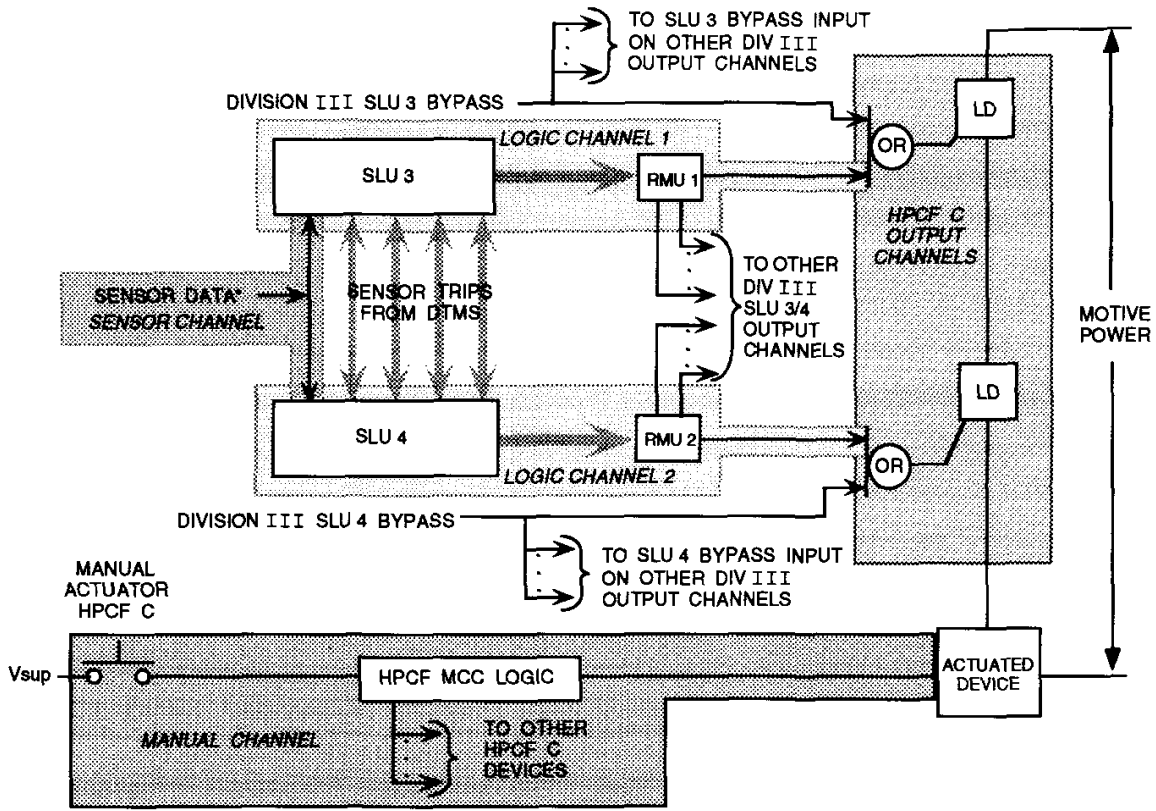 TO SLU 3 BYPASS INPUT
ON OTHER DIV III
OUTPUT CHANNELS
DIVISION III SLU 3 BYPASS
LOGIC CHANNEL 1
SLU 3
RMU 1
OR
LD
HPCF C
OUTPUT
CHANNELS
SENSOR DATA*
SENSOR CHANNEL
SENSOR TRIPS
FROM DTMS
TO OTHER
DIV III
SLU 3/4
OUTPUT
CHANNELS
MOTIVE
POWER
LD
SLU 4
RMU 2
OR
LOGIC CHANNEL 2
DIVISION III SLU 4 BYPASS
TO SLU 4 BYPASS INPUT
ON OTHER DIV III
OUTPUT CHANNELS
MANUAL
ACTUATOR
HPCF C
Vsup
HPCF MCC LOGIC
ACTUATED
DEVICE
MANUAL CHANNEL
TO OTHER
HPCF C
DEVICES